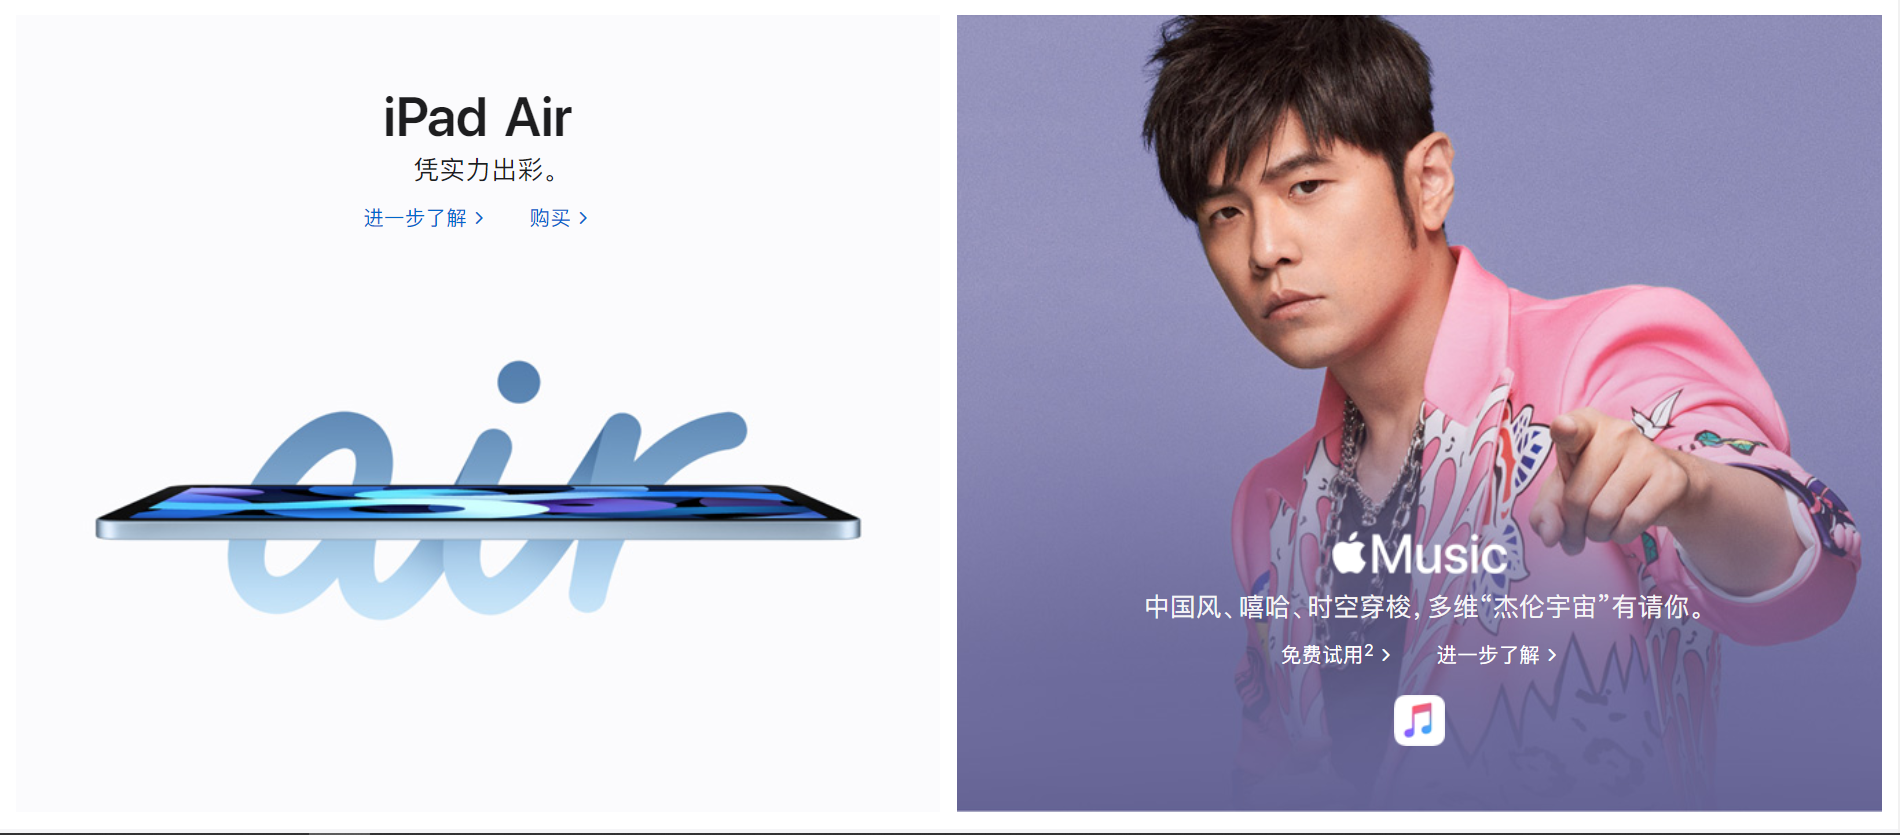 iPad Air
凭实力出彩。
进一步了解 > 购买 >
air
Music
中国风、嘻哈、时空穿梭，多维“杰伦宇宙”有请你。
免费试用2 > 进一步了解 >